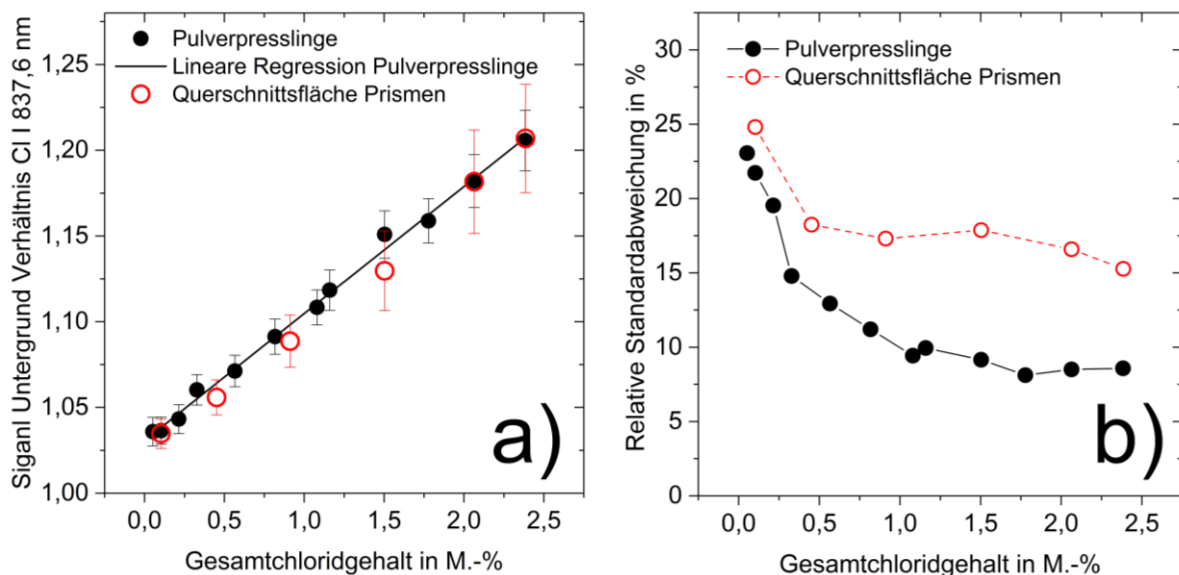 Siganl Untergrund Verhältnis Cl I 837,6 nm
Pulverpresslinge
Lineare Regression Pulverpresslinge
Querschnittsfläche Prismen
1,25
1,20
1,15
1,10
1,05
1,00
0,0 0,5 1,0 1,5 2,0 2,5
Gesamtchloridgehalt in M.-%
a)
Relative Standardabweichung in %
Pulverpresslinge
Querschnittsfläche Prismen
30
25
20
15
10
5
0
0,0 0,5 1,0 1,5 2,0 2,5
Gesamtchloridgehalt in M.-%
b)